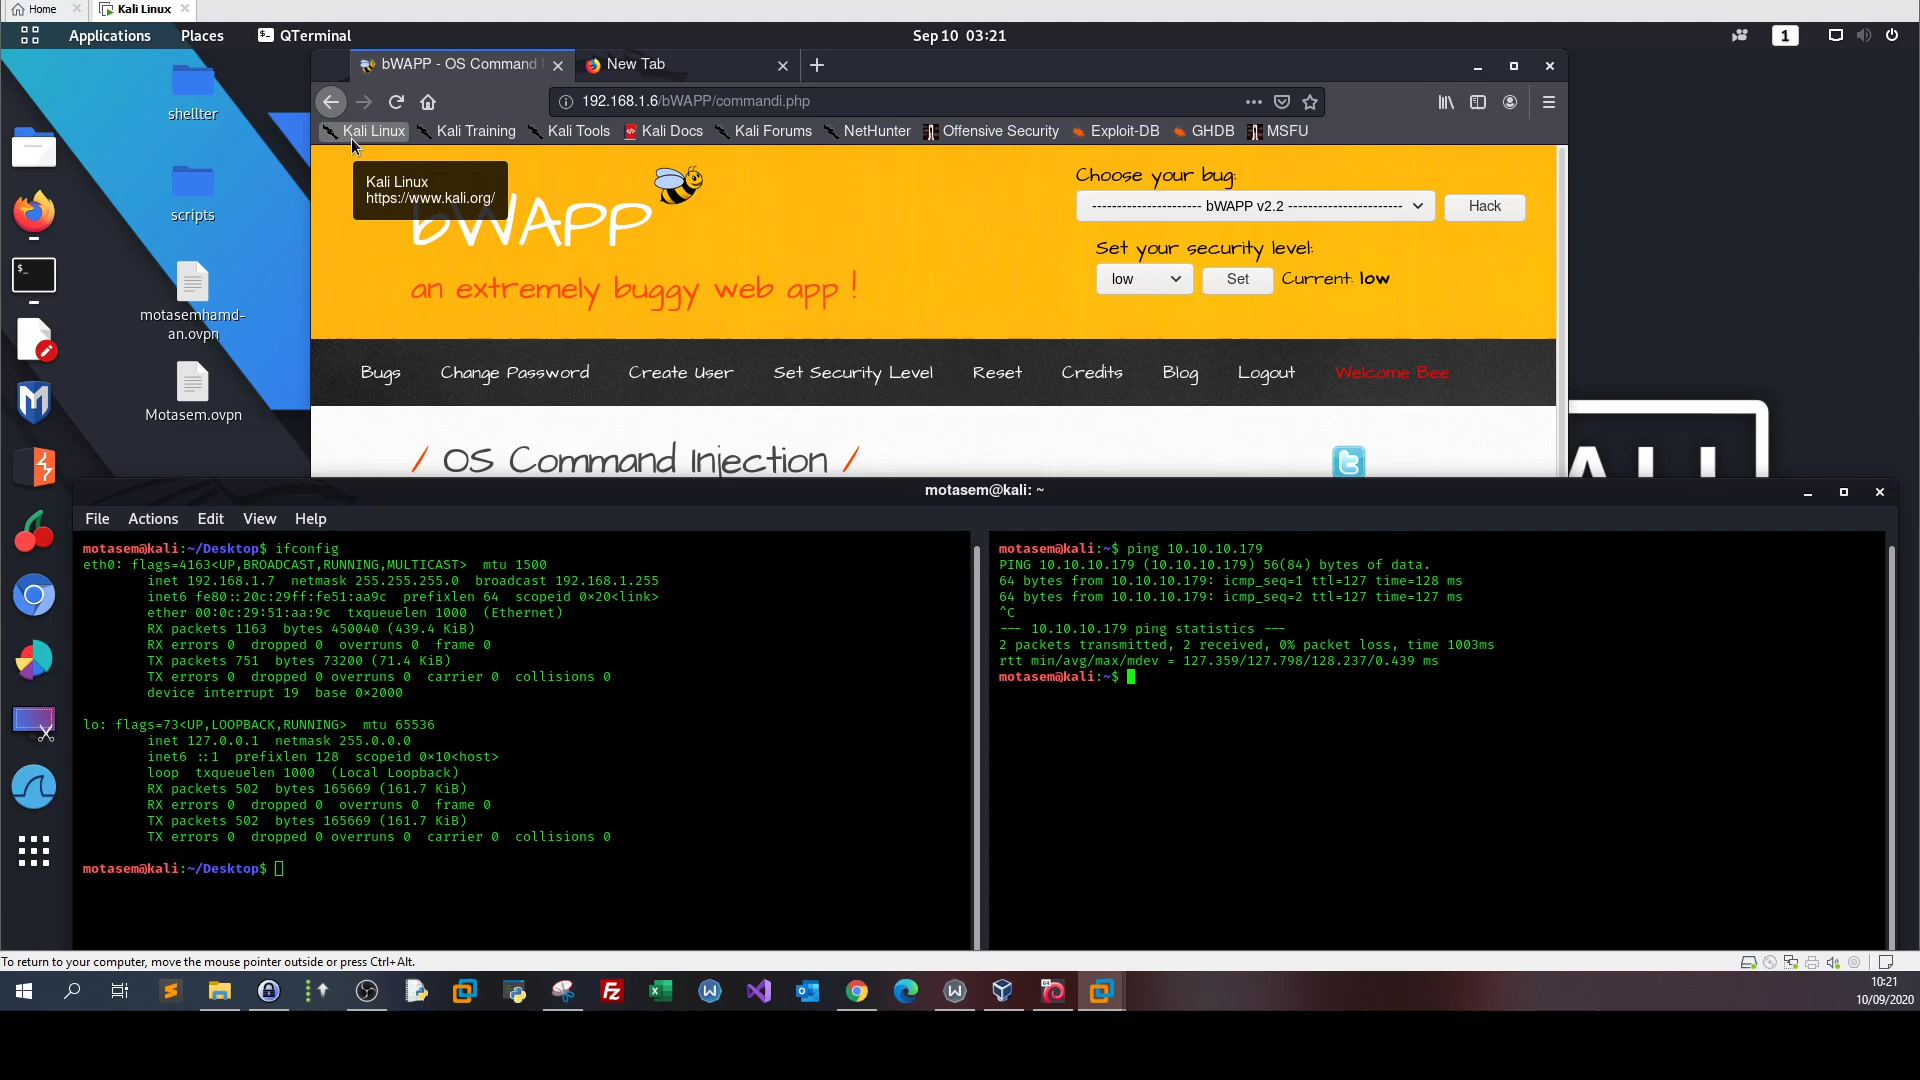 Home
Kali Linux
Applications
Places
QTerminal
Sep 10 03:21
1
shellter
scripts
motasemhamd-
an.ovpn
Motasem.ovpn
bWAPP - OS Command
New Tab
192.168.1.6/bWAPP/commandi.php
Kali Linux
Kali Training
Kali Tools
Kali Docs
Kali Forums
NetHunter
Offensive Security
Exploit-DB
GHDB
MSFU
Kali Linux
https://www.kali.org/
bWAPP
an extremely buggy web app !
Choose your bug:
---------------------- bWAPP v2.2 -----------------------
Hack
Set your security level:
low
Set
Current: low
Bugs
Change Password
Create User
Set Security Level
Reset
Credits
Blog
Logout
Welcome Bee
/ OS Command Injection /
motasem@kali: ~
File
Actions
Edit
View
Help
motasem@kali:~/Desktop$ ifconfig
eth0: flags=4163<UP,BROADCAST,RUNNING,MULTICAST>  mtu 1500
inet 192.168.1.7  netmask 255.255.255.0  broadcast 192.168.1.255
inet6 fe80::20c:29ff:fe51:aa9c  prefixlen 64  scopeid 0×20<link>
ether 00:0c:29:51:aa:9c  txqueuelen 1000  (Ethernet)
RX packets 1163  bytes 450040 (439.4 KiB)
RX errors 0  dropped 0  overruns 0  frame 0
TX packets 751  bytes 73200 (71.4 KiB)
TX errors 0  dropped 0 overruns 0  carrier 0  collisions 0
device interrupt 19  base 0×2000
lo: flags=73<UP,LOOPBACK,RUNNING>  mtu 65536
inet 127.0.0.1  netmask 255.0.0.0
inet6 ::1  prefixlen 128  scopeid 0×10<host>
loop  txqueuelen 1000  (Local Loopback)
RX packets 502  bytes 165669 (161.7 KiB)
RX errors 0  dropped 0  overruns 0  frame 0
TX packets 502  bytes 165669 (161.7 KiB)
TX errors 0  dropped 0 overruns 0  carrier 0  collisions 0
motasem@kali:~/Desktop$
motasem@kali:~$ ping 10.10.10.179
PING 10.10.10.179 (10.10.10.179) 56(84) bytes of data.
64 bytes from 10.10.10.179: icmp_seq=1 ttl=127 time=128 ms
64 bytes from 10.10.10.179: icmp_seq=2 ttl=127 time=127 ms
^C
--- 10.10.10.179 ping statistics ---
2 packets transmitted, 2 received, 0% packet loss, time 1003ms
rtt min/avg/max/mdev = 127.359/127.798/128.237/0.439 ms
motasem@kali:~$
To return to your computer, move the mouse pointer outside or press Ctrl+Alt.
10:21
10/09/2020